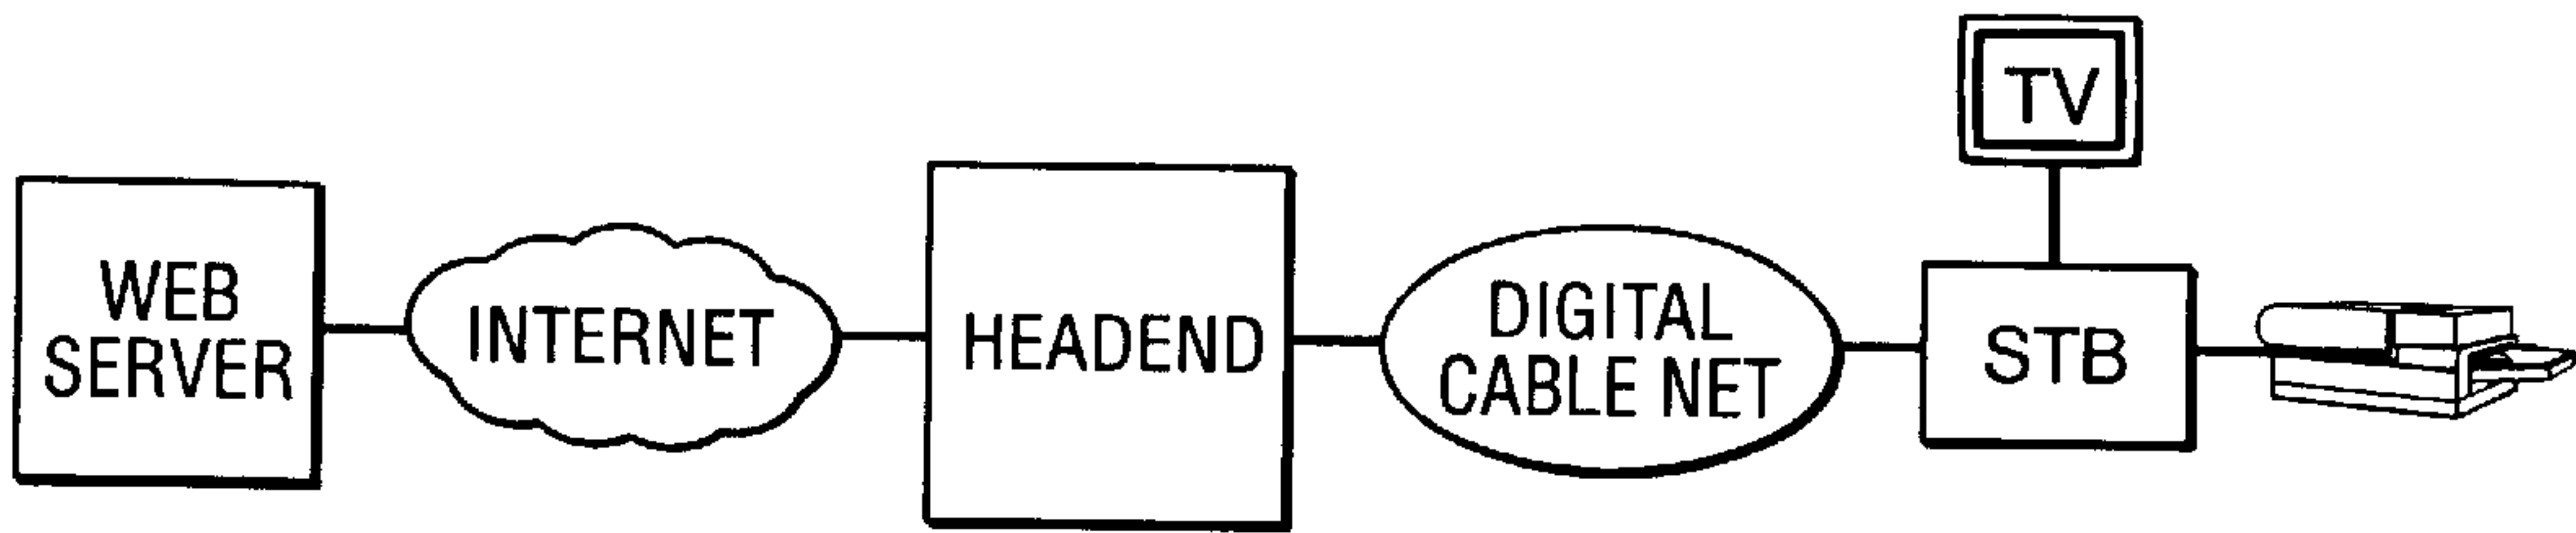 WEB
SERVER
INTERNET
HEADEND
DIGITAL
CABLE NET
TV
STB